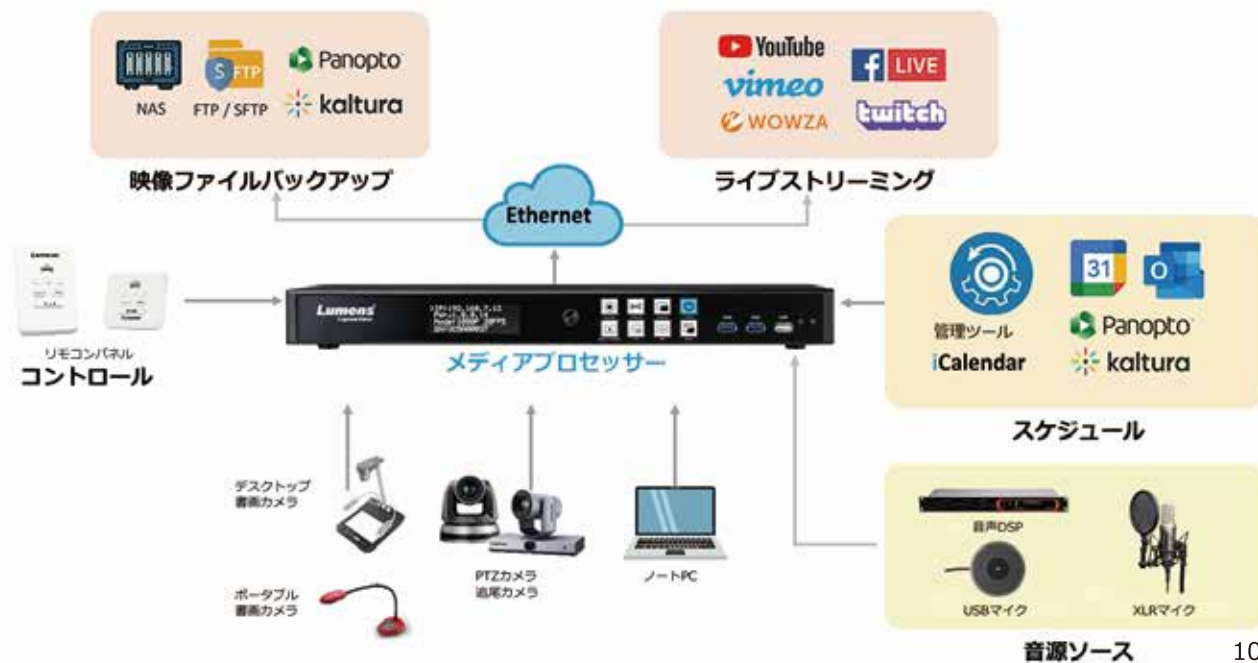 NAS
FTP / SFTP
S FTP
Panopto
kaltura
映像ファイルバックアップ
YouTube
vimeo
WOWZA
f LIVE
twitch
ライブストリーミング
Ethernet
Lumens
リモコンパネル
コントロール
メディアプロセッサー
31
管理ツール
iCalendar
Panopto
kaltura
スケジュール
デスクトップ
書画カメラ
ポータブル
書画カメラ
PTZカメラ
追尾カメラ
ノートPC
音声DSP
USBマイク
XLRマイク
音源ソース
10